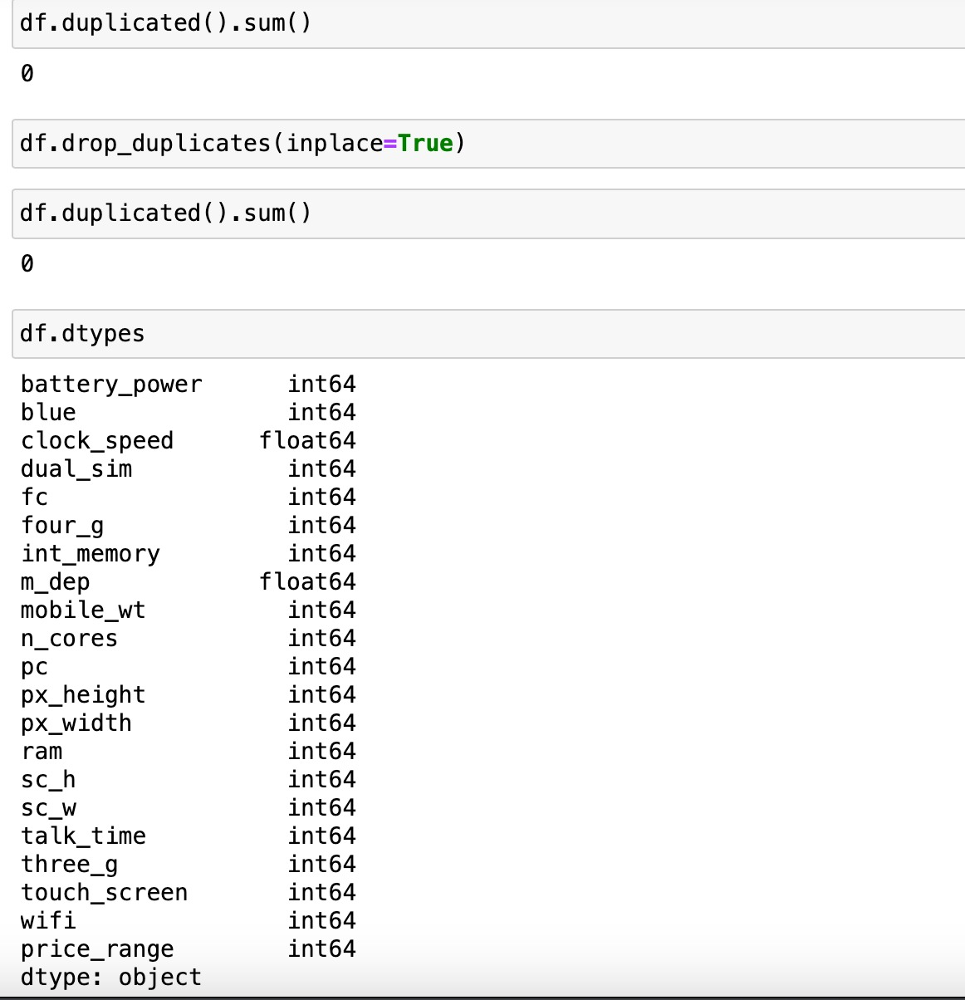 df.duplicated().sum()
0
df.drop_duplicates(inplace=True)
df.duplicated().sum()
0
df.dtypes
battery_power      int64
blue               int64
clock_speed      float64
dual_sim           int64
fc                 int64
four_g             int64
int_memory         int64
m_dep            float64
mobile_wt          int64
n_cores            int64
pc                 int64
px_height          int64
px_width           int64
ram                int64
sc_h               int64
sc_w               int64
talk_time          int64
three_g            int64
touch_screen       int64
wifi               int64
price_range        int64
dtype: object